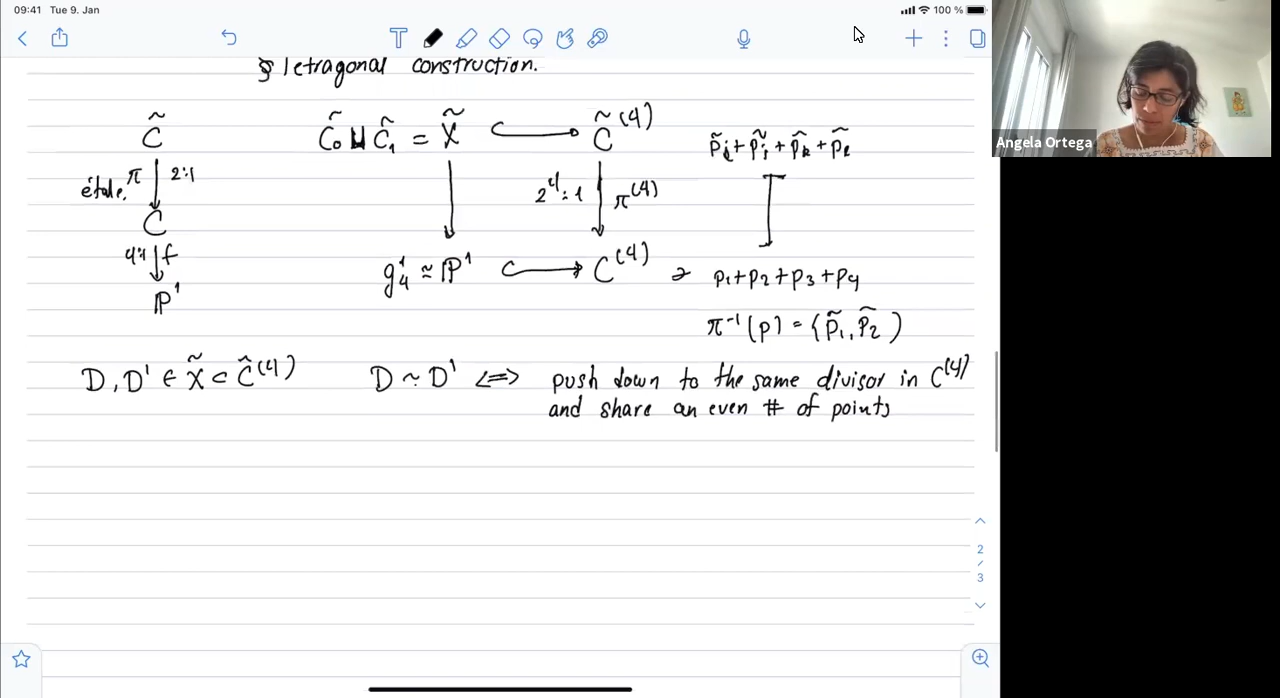 09:41 Tue 9. Jan
100 %
§ Tetragonal construction.
C̃ C̃₀ ⊔ C̃₁ = X̃ ↪ C̃⁽⁴⁾ p̃ᵢ + p̃ⱼ + p̃ₖ + p̃ₗ
étale, π 2:1 2⁴:1 π⁽⁴⁾
C
4:1 f g¹₄ ≃ ℙ¹ ↪ C⁽⁴⁾ ∋ p₁+p₂+p₃+p₄
ℙ¹
π⁻¹(p) = {p̃₁, p̃₂}
D, D' ∈ X̃ ⊂ C̃⁽⁴⁾ D ~ D' ⟺ push down to the same divisor in C⁽⁴⁾
and share an even # of points
Angela Ortega
2
/
3